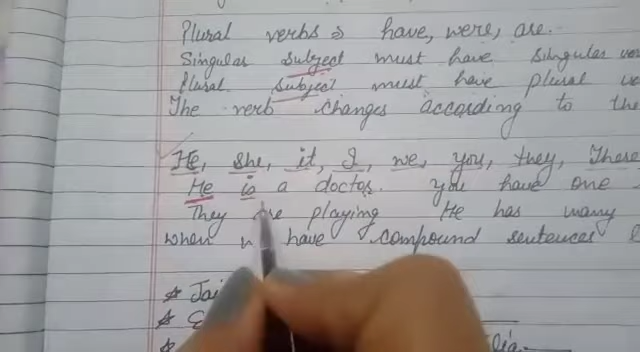 Plural verbs → have, were, are.
Singular subject must have singular
Plural subject must have plural
The verb changes according to the
He, she, it, I, we, you, they, These
He is a doctor. You have one
They are playing He has many
when have compound sentences
* Jai
*
*